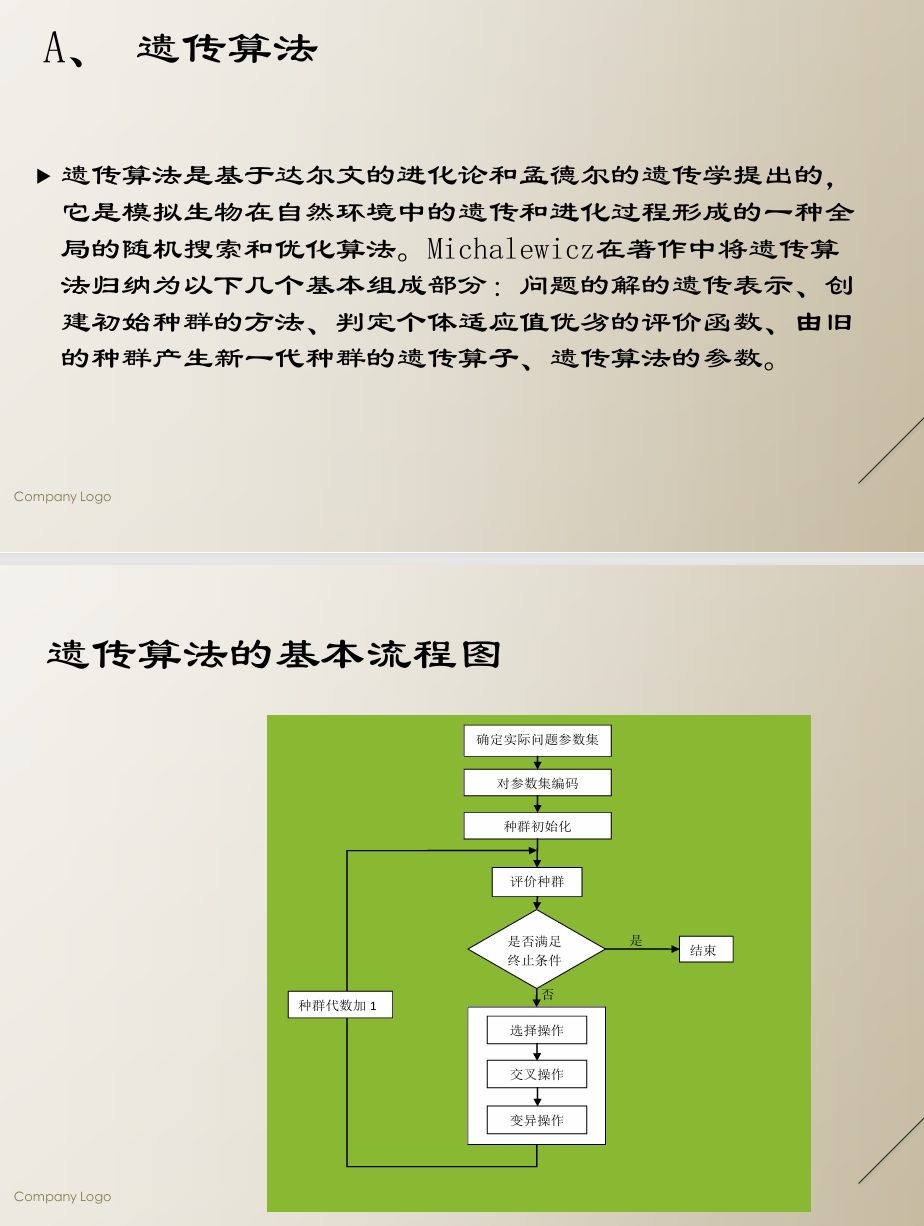 A、 遗传算法
遗传算法是基于达尔文的进化论和孟德尔的遗传学提出的，
它是模拟生物在自然环境中的遗传和进化过程形成的一种全
局的随机搜索和优化算法。Michalewicz在著作中将遗传算
法归纳为以下几个基本组成部分：问题的解的遗传表示、创
建初始种群的方法、判定个体适应值优劣的评价函数、由旧
的种群产生新一代种群的遗传算子、遗传算法的参数。
Company Logo
遗传算法的基本流程图
确定实际问题参数集
对参数集编码
种群初始化
评价种群
是否满足
终止条件
是
结束
否
种群代数加 1
选择操作
交叉操作
变异操作
Company Logo